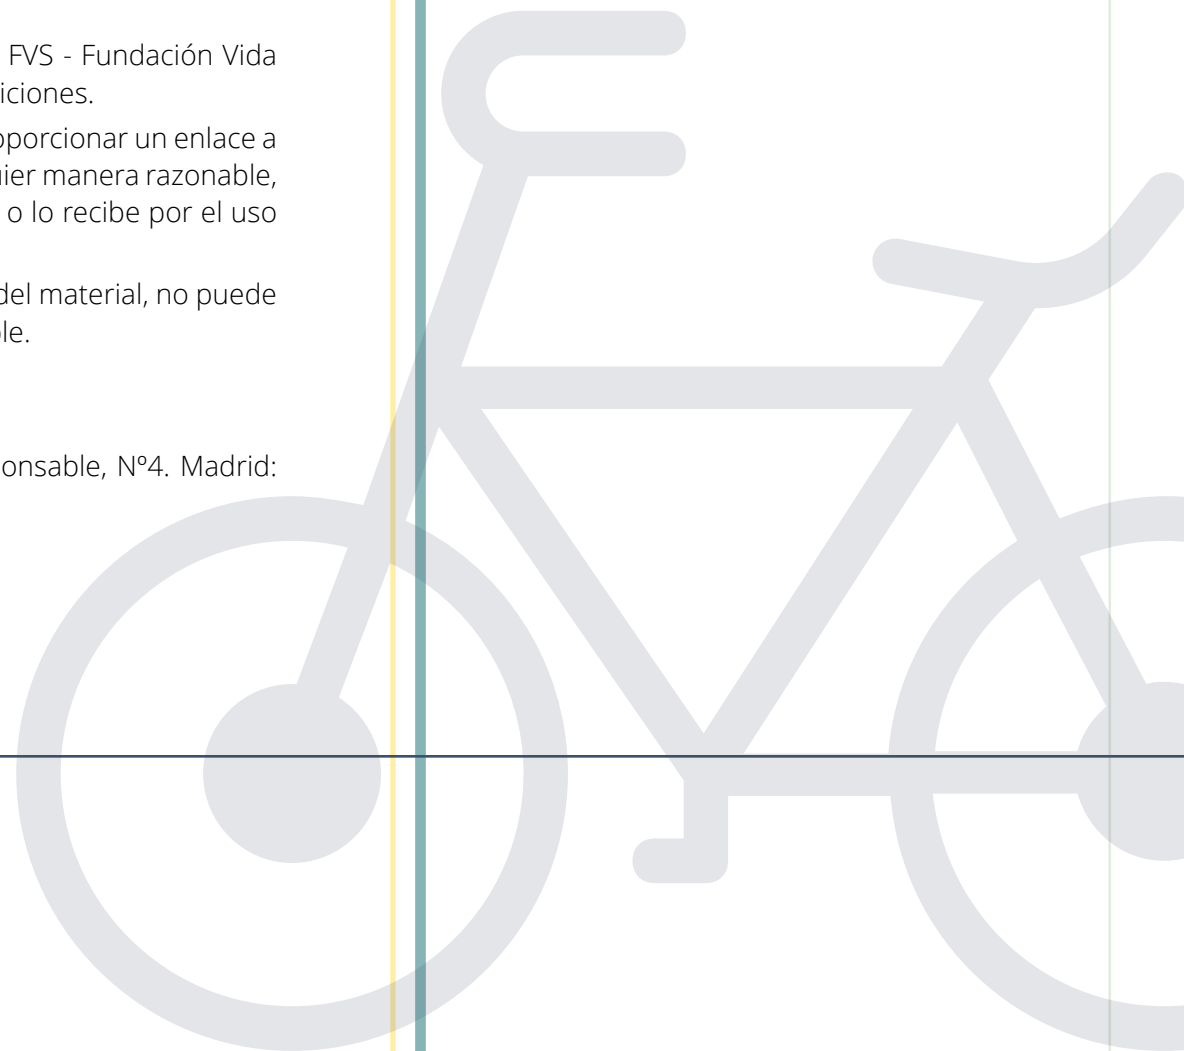 FVS - Fundación Vida
iciones.
porcionar un enlace a
ier manera razonable,
o lo recibe por el uso
del material, no puede
le.
onsable, Nº4. Madrid: